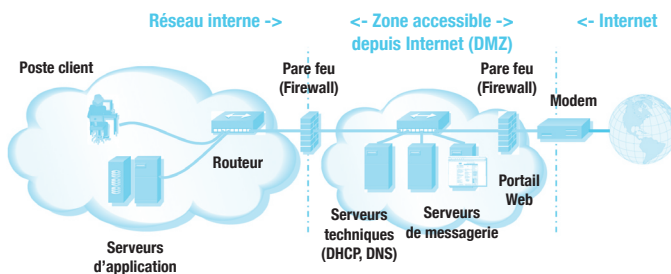 Réseau interne ->
<- Zone accessible ->
depuis Internet (DMZ)
<- Internet
Poste client
Pare feu
(Firewall)
Pare feu
(Firewall)
Modem
Routeur
Portail
Web
Serveurs
techniques
(DHCP, DNS)
Serveurs
de messagerie
Serveurs
d'application